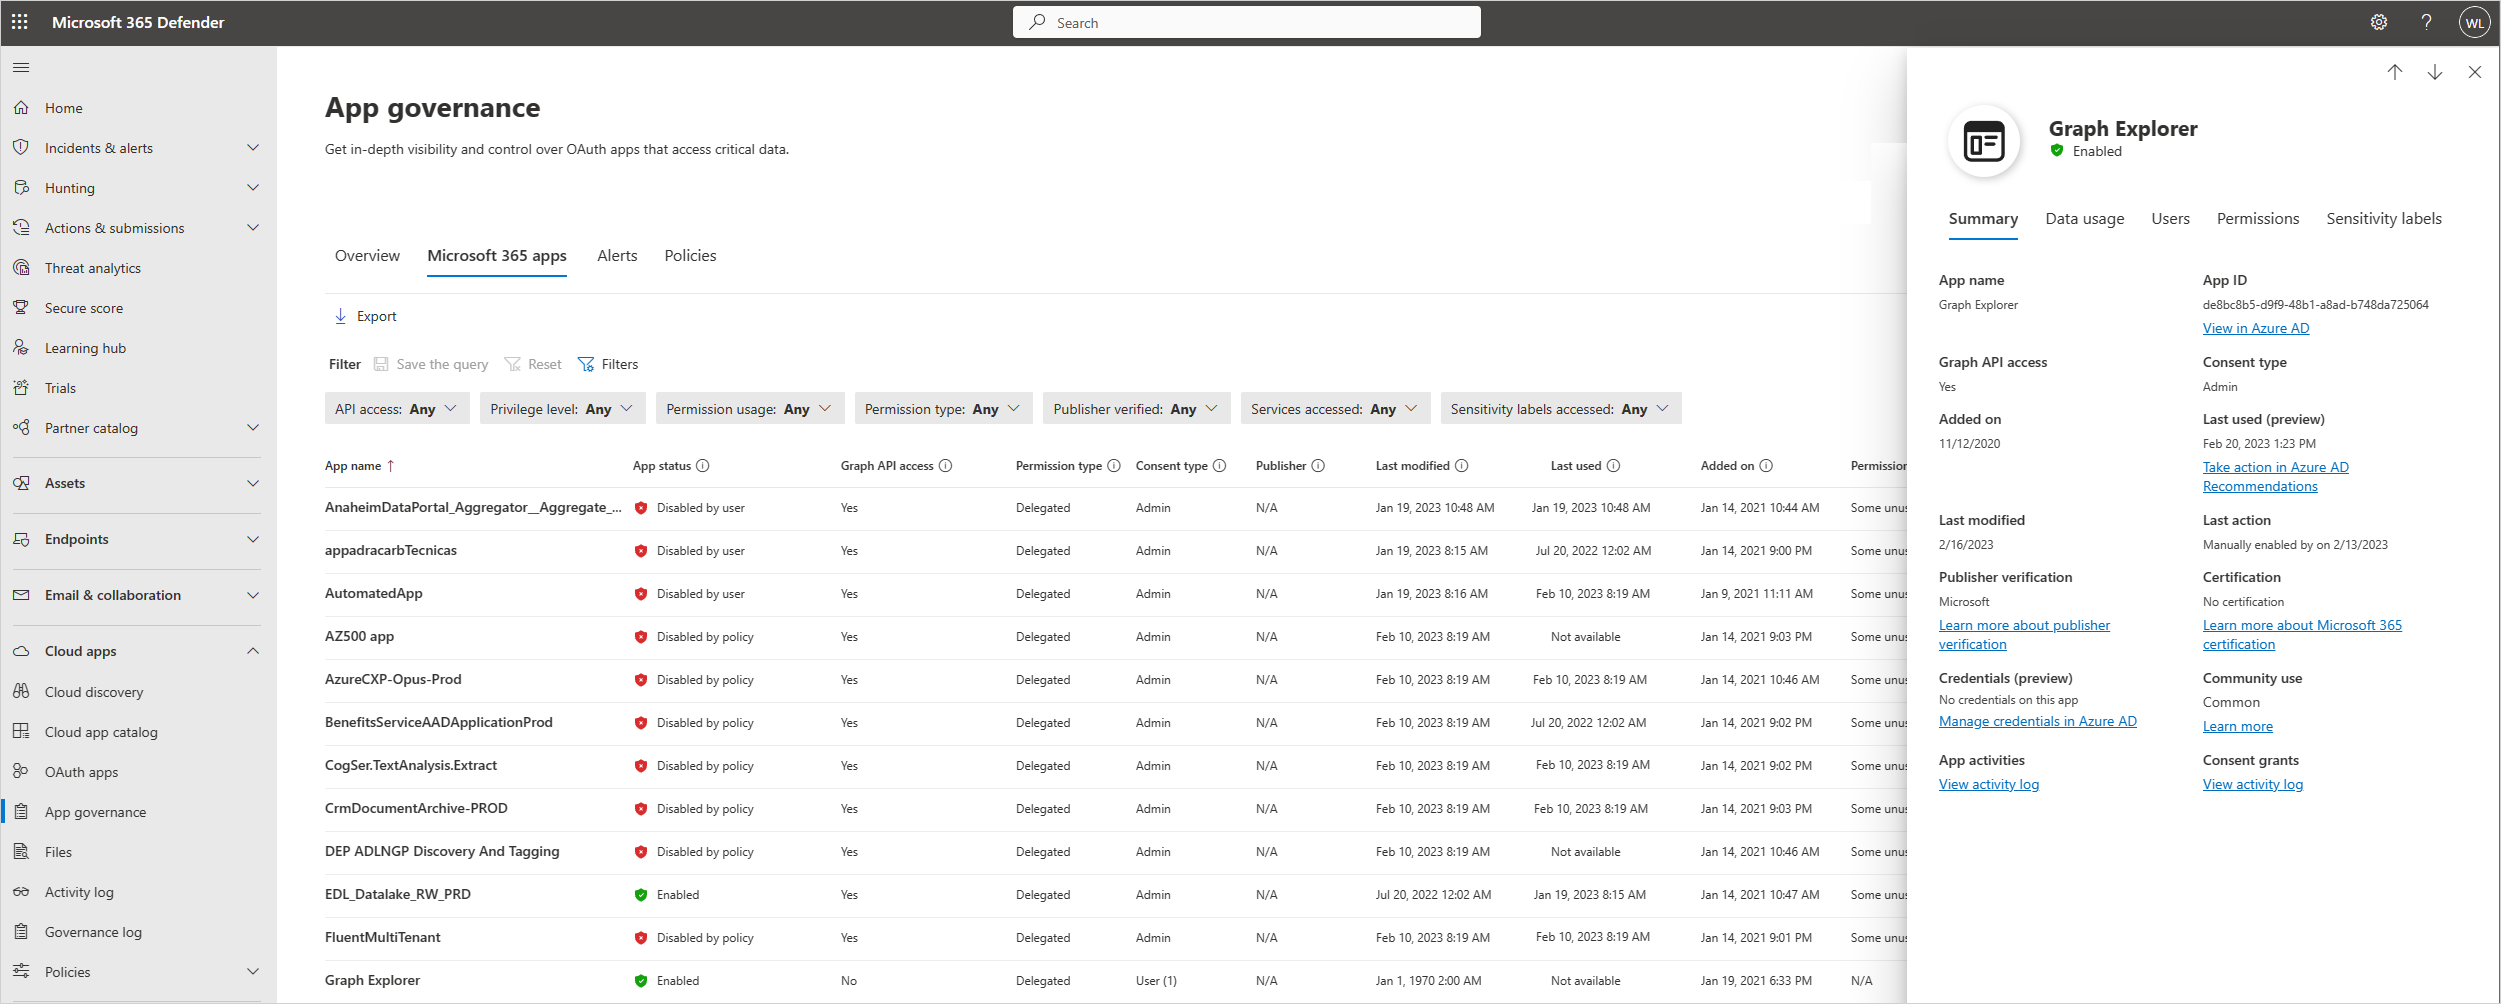 Microsoft 365 Defender
Search
WL
Home
Incidents & alerts
Hunting
Actions & submissions
Threat analytics
Secure score
Learning hub
Trials
Partner catalog
Assets
Endpoints
Email & collaboration
Cloud apps
Cloud discovery
Cloud app catalog
OAuth apps
App governance
Files
Activity log
Governance log
Policies
App governance
Get in-depth visibility and control over OAuth apps that access critical data.
Overview Microsoft 365 apps Alerts Policies
Export
Filter Save the query Reset Filters
API access: Any Privilege level: Any Permission usage: Any Permission type: Any Publisher verified: Any Services accessed: Any Sensitivity labels accessed: Any
App name App status Graph API access Permission type Consent type Publisher Last modified Last used Added on Permission
AnaheimDataPortal_Aggregator__Aggregate_... Disabled by user Yes Delegated Admin N/A Jan 19, 2023 10:48 AM Jan 19, 2023 10:48 AM Jan 14, 2021 10:44 AM Some unus
appadracarbTecnicas Disabled by user Yes Delegated Admin N/A Jan 19, 2023 8:15 AM Jul 20, 2022 12:02 AM Jan 14, 2021 9:00 PM Some unus
AutomatedApp Disabled by user Yes Delegated Admin N/A Jan 19, 2023 8:16 AM Feb 10, 2023 8:19 AM Jan 9, 2021 11:11 AM Some unus
AZ500 app Disabled by policy Yes Delegated Admin N/A Feb 10, 2023 8:19 AM Not available Jan 14, 2021 9:03 PM Some unus
AzureCXP-Opus-Prod Disabled by policy Yes Delegated Admin N/A Feb 10, 2023 8:19 AM Feb 10, 2023 8:19 AM Jan 14, 2021 10:46 AM Some unus
BenefitsServiceAADApplicationProd Disabled by policy Yes Delegated Admin N/A Feb 10, 2023 8:19 AM Jul 20, 2022 12:02 AM Jan 14, 2021 9:02 PM Some unus
CogSer.TextAnalysis.Extract Disabled by policy Yes Delegated Admin N/A Feb 10, 2023 8:19 AM Feb 10, 2023 8:19 AM Jan 14, 2021 9:02 PM Some unus
CrmDocumentArchive-PROD Disabled by policy Yes Delegated Admin N/A Feb 10, 2023 8:19 AM Feb 10, 2023 8:19 AM Jan 14, 2021 9:03 PM Some unus
DEP ADLNGP Discovery And Tagging Disabled by policy Yes Delegated Admin N/A Feb 10, 2023 8:19 AM Not available Jan 14, 2021 10:46 AM Some unus
EDL_Datalake_RW_PRD Enabled Yes Delegated Admin N/A Jul 20, 2022 12:02 AM Jan 19, 2023 8:15 AM Jan 14, 2021 10:47 AM Some unus
FluentMultiTenant Disabled by policy Yes Delegated Admin N/A Feb 10, 2023 8:19 AM Feb 10, 2023 8:19 AM Jan 14, 2021 9:01 PM Some unus
Graph Explorer Enabled No Delegated User (1) N/A Jan 1, 1970 2:00 AM Not available Jan 19, 2021 6:33 PM N/A
Graph Explorer
Enabled
Summary Data usage Users Permissions Sensitivity labels
App name App ID
Graph Explorer de8bc8b5-d9f9-48b1-a8ad-b748da725064
View in Azure AD
Graph API access Consent type
Yes Admin
Added on Last used (preview)
11/12/2020 Feb 20, 2023 1:23 PM
Take action in Azure AD
Recommendations
Last modified Last action
2/16/2023 Manually enabled by on 2/13/2023
Publisher verification Certification
Microsoft No certification
Learn more about publisher Learn more about Microsoft 365
verification certification
Credentials (preview) Community use
No credentials on this app Common
Manage credentials in Azure AD Learn more
App activities Consent grants
View activity log View activity log